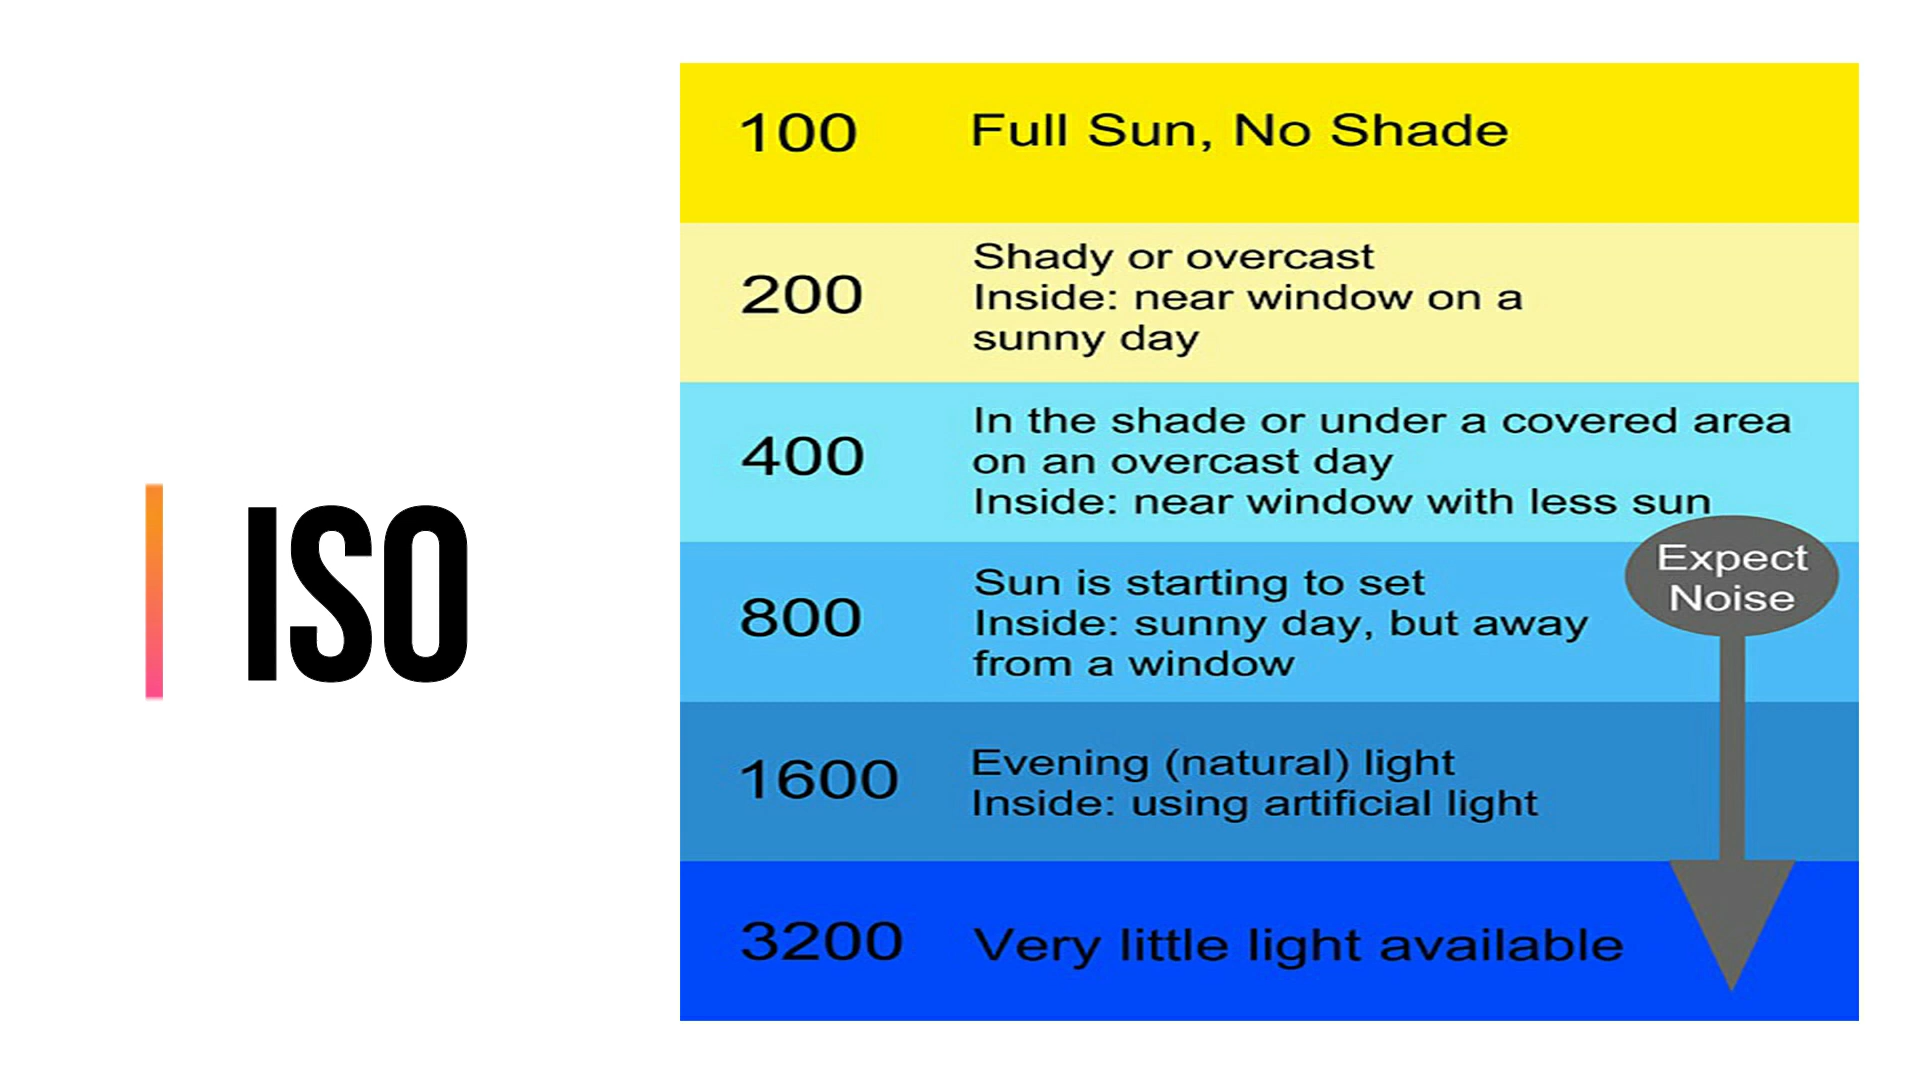 ISO
100 Full Sun, No Shade
200 Shady or overcast
Inside: near window on a
sunny day
400 In the shade or under a covered area
on an overcast day
Inside: near window with less sun
Expect
Noise
800 Sun is starting to set
Inside: sunny day, but away
from a window
1600 Evening (natural) light
Inside: using artificial light
3200 Very little light available